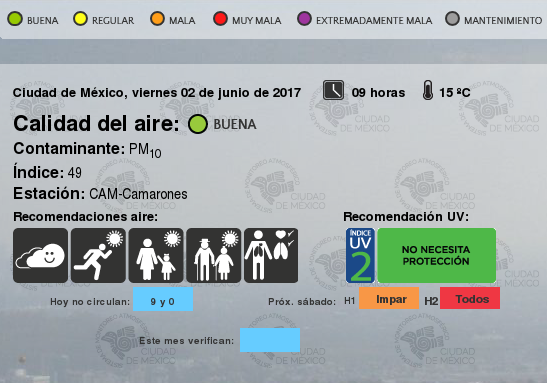 BUENA REGULAR MALA MUY MALA EXTREMADAMENTE MALA MANTENIMIENTO
Ciudad de México, viernes 02 de junio de 2017 09 horas 15 ºC
Calidad del aire: BUENA
Contaminante: PM10
Índice: 49
Estación: CAM-Camarones
Recomendaciones aire: Recomendación UV:
ÍNDICE
UV
2
NO NECESITA
PROTECCIÓN
Hoy no circulan: 9 y 0 Próx. sábado: H1 Impar H2 Todos
Este mes verifican:
MONITOREO ATMOSFÉRICO
CIUDAD
DE MÉXICO